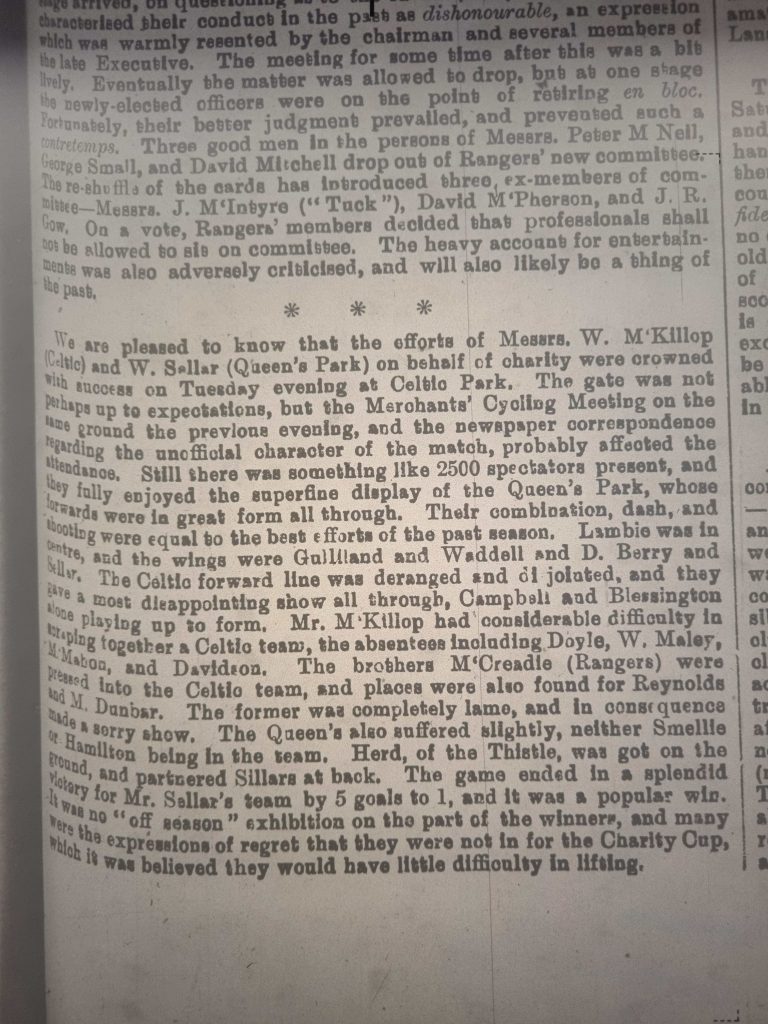 arrived, on
characterised their conduct in the past as dishonourable, an expression
which was warmly resented by the chairman and several members of
the late Executive. The meeting for some time after this was a bit
lively. Eventually the matter was allowed to drop, but at one stage
the newly-elected officers were on the point of retiring en bloc.
Fortunately, their better judgment prevailed, and prevented such a
contretemps. Three good men in the persons of Messrs. Peter M Neil,
George Small, and David Mitchell drop out of Rangers' new committee.
The re-shuffle of the cards has introduced three ex-members of com-
mittee—Messrs. J. M'Intyre ("Tuck"), David M'Pherson, and J. R.
Gow. On a vote, Rangers' members decided that professionals shall
not be allowed to sit on committee. The heavy account for entertain-
ments was also adversely criticised, and will also likely be a thing of
the past.
* * *
We are pleased to know that the efforts of Messrs. W. M'Killop
(Celtic) and W. Sellar (Queen's Park) on behalf of charity were crowned
with success on Tuesday evening at Celtic Park. The gate was not
perhaps up to expectations, but the Merchants' Cycling Meeting on the
same ground the previous evening, and the newspaper correspondence
regarding the unofficial character of the match, probably affected the
attendance. Still there was something like 2500 spectators present, and
they fully enjoyed the superfine display of the Queen's Park, whose
forwards were in great form all through. Their combination, dash, and
shooting were equal to the best efforts of the past season. Lambie was in
centre, and the wings were Gulliland and Waddell and D. Berry and
Sellar. The Celtic forward line was deranged and di jointed, and they
gave a most disappointing show all through, Campbell and Blessington
alone playing up to form. Mr. M'Killop had considerable difficulty in
scraping together a Celtic team, the absentees including Doyle, W. Maley,
M'Mahon, and Davidson. The brothers M'Creadie (Rangers) were
pressed into the Celtic team, and places were also found for Reynolds
and M. Dunbar. The former was completely lame, and in consequence
made a sorry show. The Queen's also suffered slightly, neither Smellie
or Hamilton being in the team. Herd, of the Thistle, was got on the
ground, and partnered Sillars at back. The game ended in a splendid
victory for Mr. Sellar's team by 5 goals to 1, and it was a popular win.
It was no "off season" exhibition on the part of the winners, and many
were the expressions of regret that they were not in for the Charity Cup,
which it was believed they would have little difficulty in lifting.